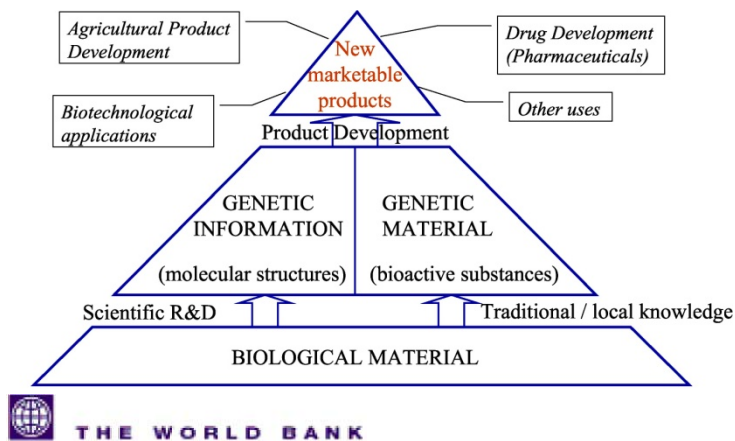 Agricultural Product
Development
Drug Development
(Pharmaceuticals)
New
marketable
products
Biotechnological
applications
Other uses
Product Development
GENETIC
INFORMATION
(molecular structures)
GENETIC
MATERIAL
(bioactive substances)
Scientific R&D
Traditional / local knowledge
BIOLOGICAL MATERIAL
THE WORLD BANK